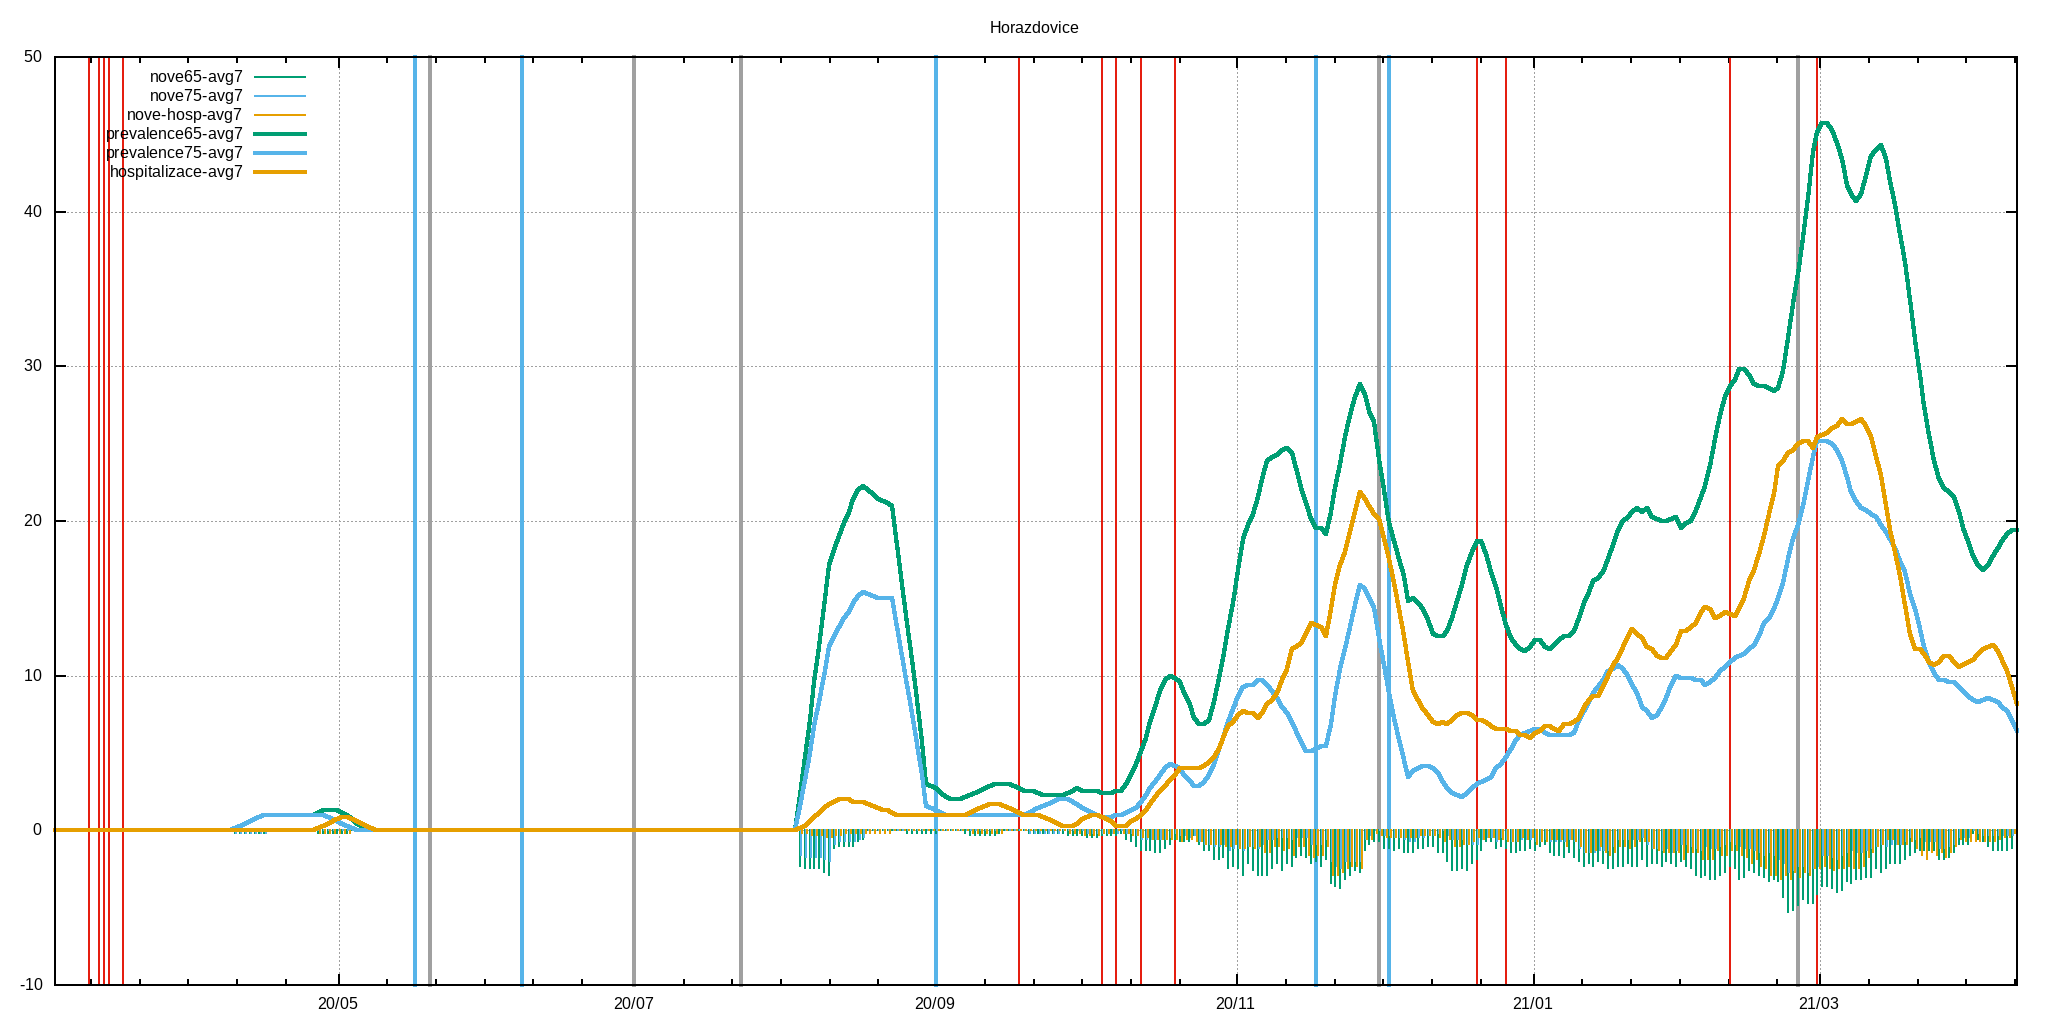 Horazdovice
50
nove65-avg7
nove75-avg7
nove-hosp-avg7
prevalence65-avg7
prevalence75-avg7
hospitalizace-avg7
40
30
20
10
0
-10
20/05 20/07 20/09 20/11 21/01 21/03